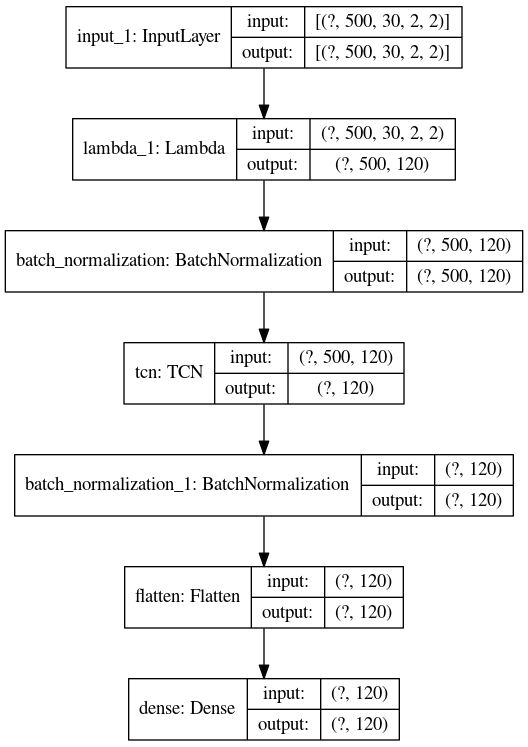 input_1: InputLayer
input: [(?, 500, 30, 2, 2)]
output: [(?, 500, 30, 2, 2)]
lambda_1: Lambda
input: (?, 500, 30, 2, 2)
output: (?, 500, 120)
batch_normalization: BatchNormalization
input: (?, 500, 120)
output: (?, 500, 120)
tcn: TCN
input: (?, 500, 120)
output: (?, 120)
batch_normalization_1: BatchNormalization
input: (?, 120)
output: (?, 120)
flatten: Flatten
input: (?, 120)
output: (?, 120)
dense: Dense
input: (?, 120)
output: (?, 120)